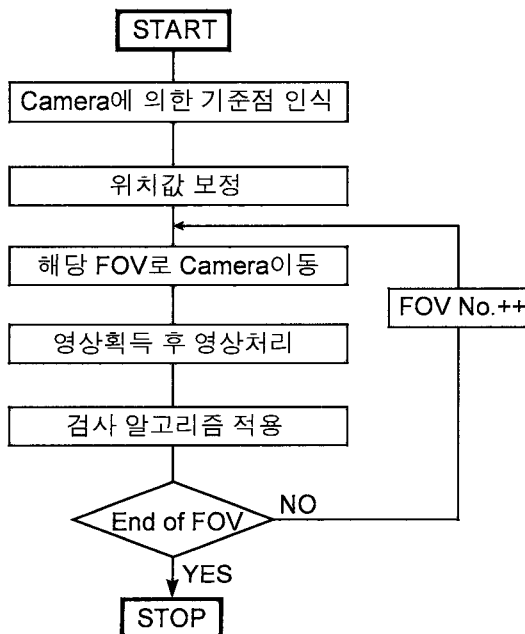 START
Camera에 의한 기준점 인식
위치값 보정
해당 FOV로 Camera이동
FOV No.++
영상획득 후 영상처리
검사 알고리즘 적용
End of FOV
NO
YES
STOP